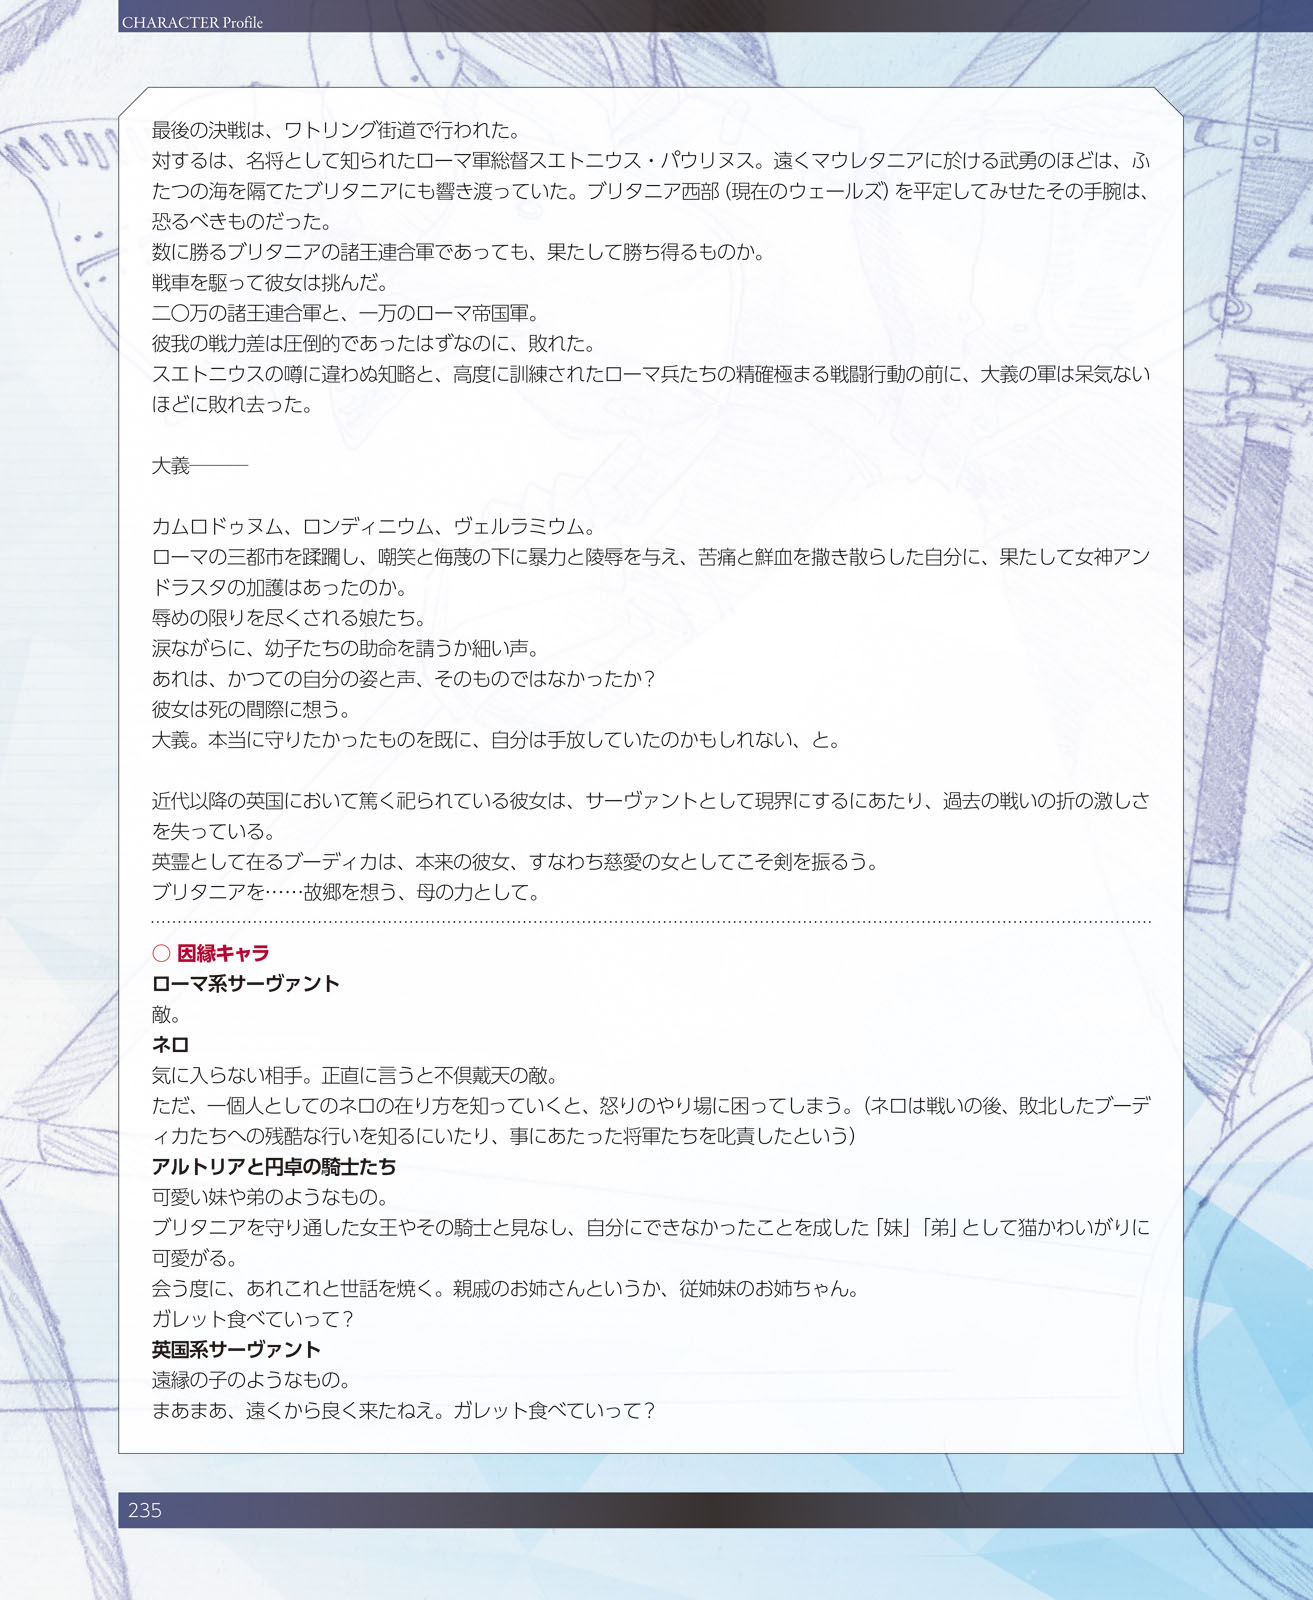 CHARACTER Profile
最後の決戦は、ワトリング街道で行われた。
対するは、名将として知られたローマ軍総督スエトニウス・パウリヌス。遠くマウレタニアに於ける武勇のほどは、ふ
たつの海を隔てたブリタニアにも響き渡っていた。ブリタニア西部（現在のウェールズ）を平定してみせたその手腕は、
恐るべきものだった。
数に勝るブリタニアの諸王連合軍であっても、果たして勝ち得るものか。
戦車を駆って彼女は挑んだ。
二〇万の諸王連合軍と、一万のローマ帝国軍。
彼我の戦力差は圧倒的であったはずなのに、敗れた。
スエトニウスの噂に違わぬ知略と、高度に訓練されたローマ兵たちの精確極まる戦闘行動の前に、大義の軍は呆気ない
ほどに敗れ去った。
大義―――
カムロドゥヌム、ロンディニウム、ヴェルラミウム。
ローマの三都市を蹂躙し、嘲笑と侮蔑の下に暴力と陵辱を与え、苦痛と鮮血を撒き散らした自分に、果たして女神アン
ドラスタの加護はあったのか。
辱めの限りを尽くされる娘たち。
涙ながらに、幼子たちの助命を請うか細い声。
あれは、かつての自分の姿と声、そのものではなかったか？
彼女は死の間際に想う。
大義。本当に守りたかったものを既に、自分は手放していたのかもしれない、と。
近代以降の英国において篤く祀られている彼女は、サーヴァントとして現界にするにあたり、過去の戦いの折の激しさ
を失っている。
英霊として在るブーディカは、本来の彼女、すなわち慈愛の女としてこそ剣を振るう。
ブリタニアを……故郷を想う、母の力として。
○ 因縁キャラ
ローマ系サーヴァント
敵。
ネロ
気に入らない相手。正直に言うと不倶戴天の敵。
ただ、一個人としてのネロの在り方を知っていくと、怒りのやり場に困ってしまう。（ネロは戦いの後、敗北したブーデ
ィカたちへの残酷な行いを知るにいたり、事にあたった将軍たちを叱責したという）
アルトリアと円卓の騎士たち
可愛い妹や弟のようなもの。
ブリタニアを守り通した女王やその騎士と見なし、自分にできなかったことを成した「妹」「弟」として猫かわいがりに
可愛がる。
会う度に、あれこれと世話を焼く。親戚のお姉さんというか、従姉妹のお姉ちゃん。
ガレット食べていって？
英国系サーヴァント
遠縁の子のようなもの。
まあまあ、遠くから良く来たねえ。ガレット食べていって？
235